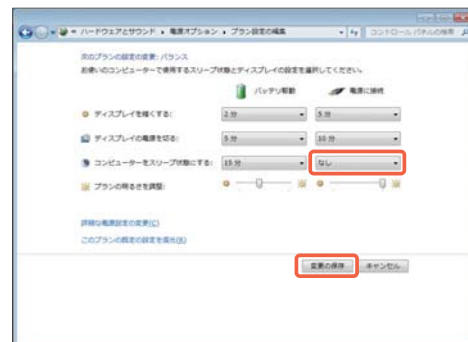 ハードウェアとサウンド ▸ 電源オプション ▸ プラン設定の編集
コントロール パネルの検索
次のプランの設定の変更: バランス
お使いのコンピューターで使用するスリープ状態とディスプレイの設定を選択してください。
バッテリ駆動 電源に接続
ディスプレイを暗くする: 2 分 5 分
ディスプレイの電源を切る: 5 分 10 分
コンピューターをスリープ状態にする: 15 分 なし
プランの明るさを調整:
詳細な電源設定の変更(C)
このプランの既定の設定を復元(R)
変更の保存 キャンセル